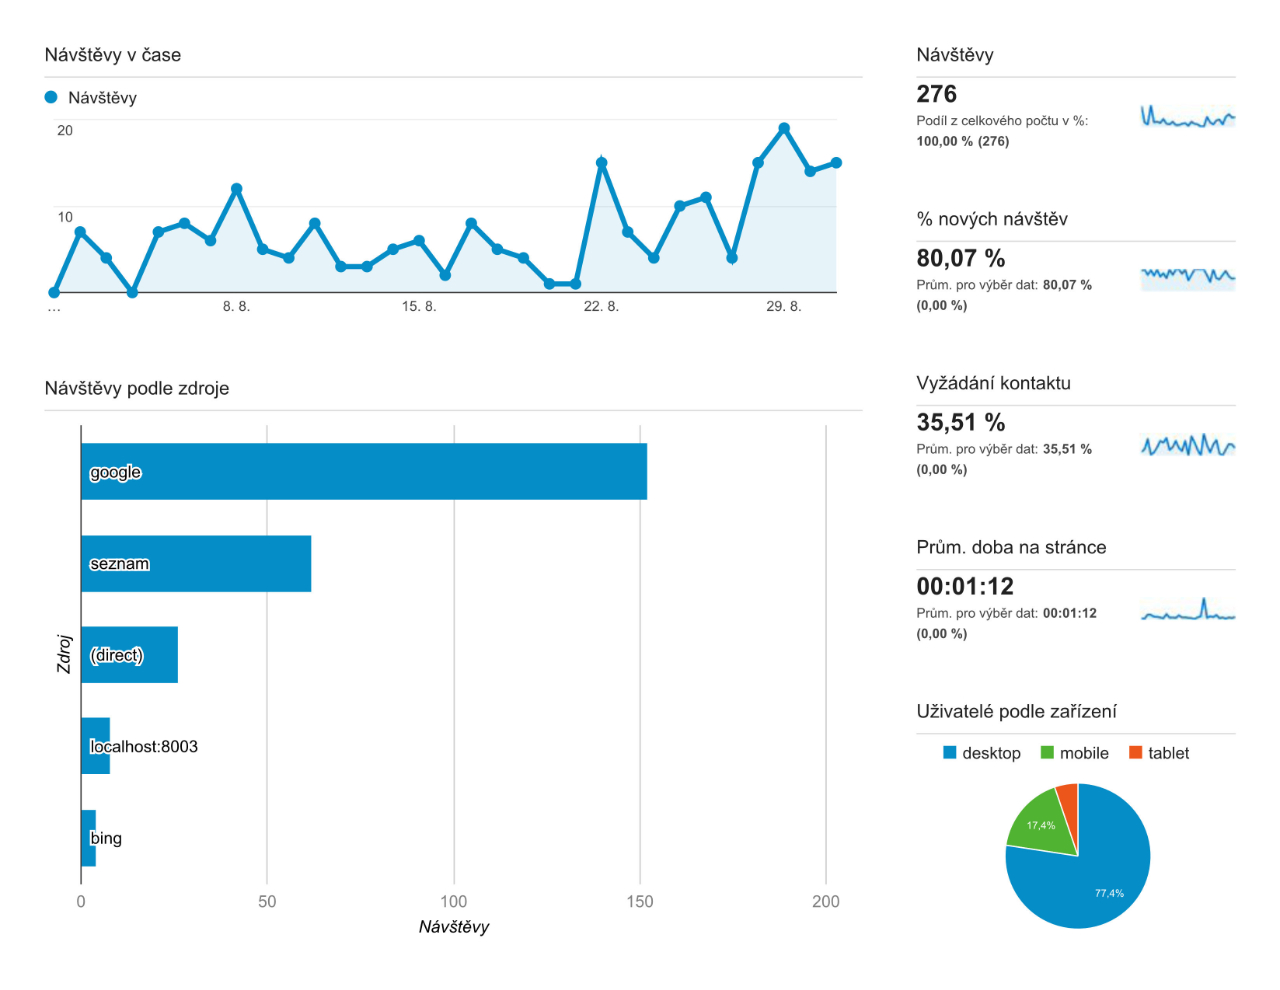 Návštěvy v čase
Návštěvy
20
10
...
8. 8.
15. 8.
22. 8.
29. 8.
Návštěvy podle zdroje
google
seznam
(direct)
localhost:8003
bing
Zdroj
0
50
100
150
200
Návštěvy
Návštěvy
276
Podíl z celkového počtu v %:
100,00 % (276)
% nových návštěv
80,07 %
Prům. pro výběr dat: 80,07 %
(0,00 %)
Vyžádání kontaktu
35,51 %
Prům. pro výběr dat: 35,51 %
(0,00 %)
Prům. doba na stránce
00:01:12
Prům. pro výběr dat: 00:01:12
(0,00 %)
Uživatelé podle zařízení
desktop
mobile
tablet
17,4%
77,4%